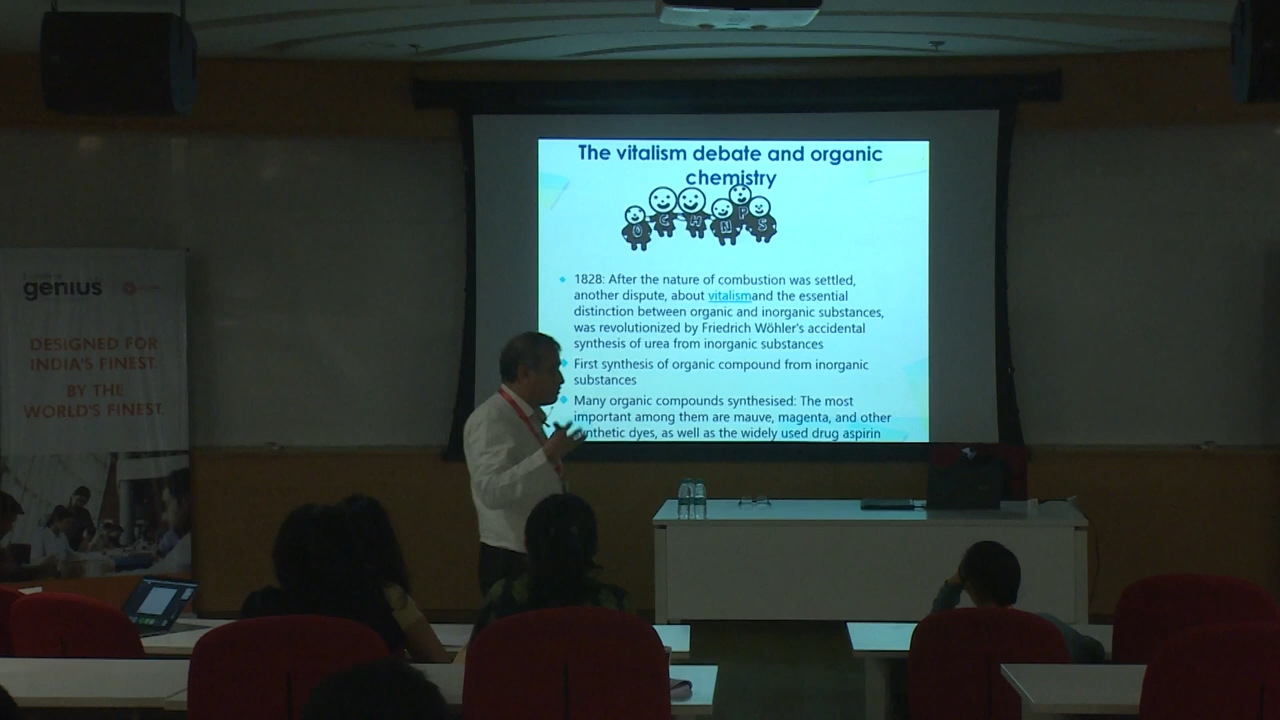 The vitalism debate and organic
chemistry
O C H N P S
1828: After the nature of combustion was settled,
another dispute, about vitalismand the essential
distinction between organic and inorganic substances,
was revolutionized by Friedrich Wöhler's accidental
synthesis of urea from inorganic substances
First synthesis of organic compound from inorganic
substances
Many organic compounds synthesised: The most
important among them are mauve, magenta, and other
synthetic dyes, as well as the widely used drug aspirin
genius
DESIGNED FOR
INDIA'S FINEST.
BY THE
WORLD'S FINEST.